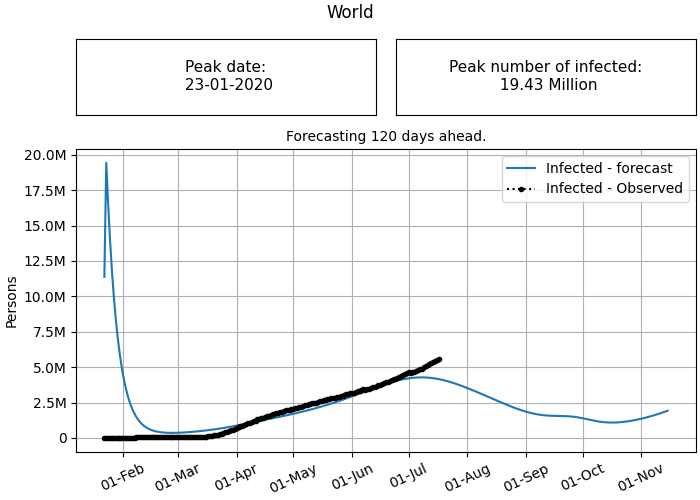 World
Peak date:
23-01-2020
Peak number of infected:
19.43 Million
Forecasting 120 days ahead.
20.0M
17.5M
15.0M
12.5M
10.0M
7.5M
5.0M
2.5M
0
Persons
Infected - forecast
Infected - Observed
01-Feb
01-Mar
01-Apr
01-May
01-Jun
01-Jul
01-Aug
01-Sep
01-Oct
01-Nov